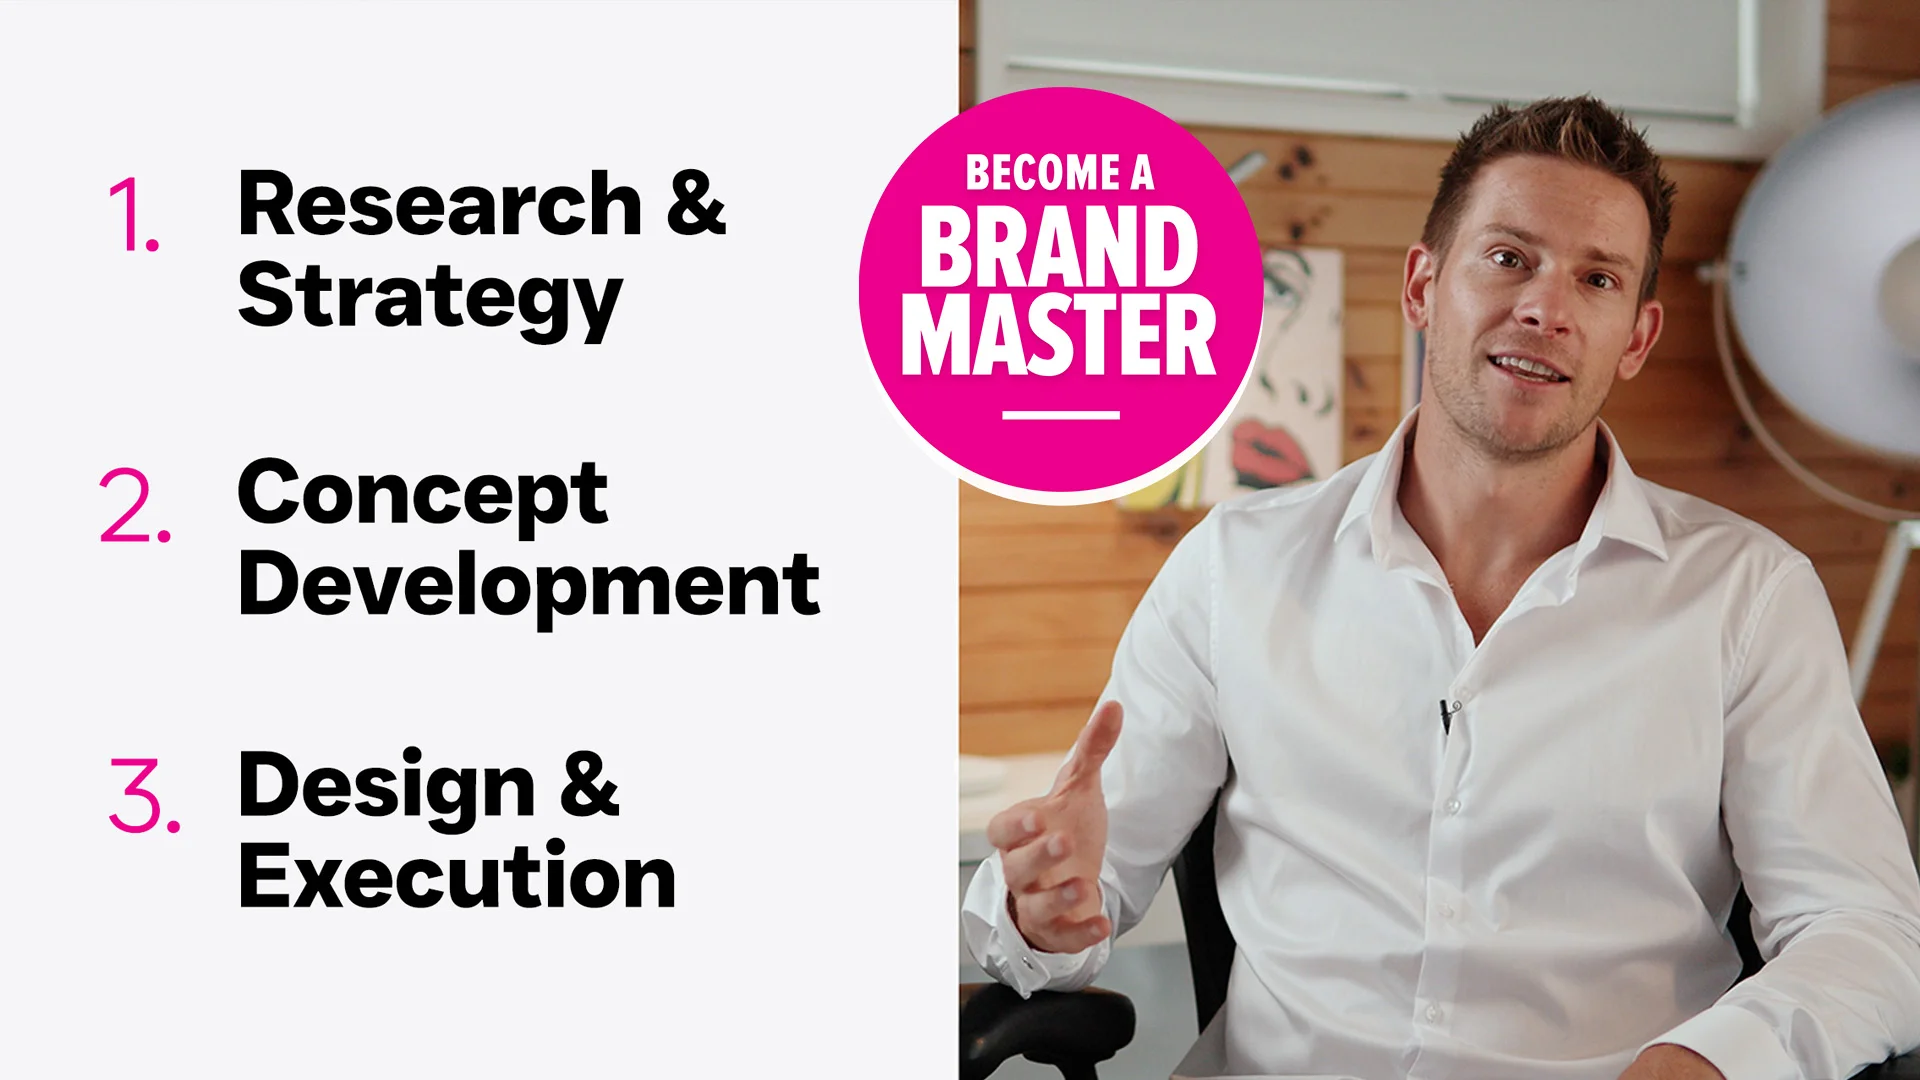 1. Research &
Strategy
2. Concept
Development
3. Design &
Execution
BECOME A
BRAND
MASTER